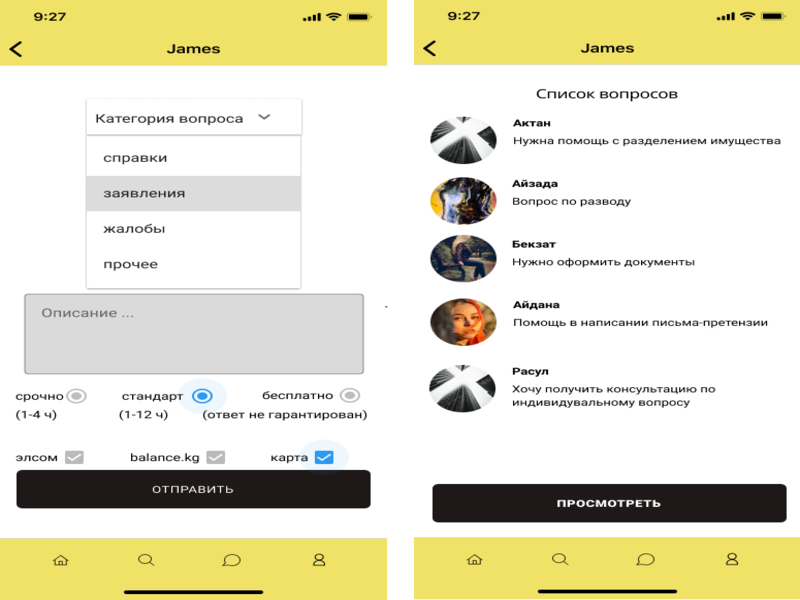 9:27
James
Категория вопроса
справки
заявления
жалобы
прочее
Описание ...
срочно
стандарт
бесплатно
(1-4 ч)
(1-12 ч)
(ответ не гарантирован)
элсом
balance.kg
карта
ОТПРАВИТЬ
9:27
James
Список вопросов
Актан
Нужна помощь с разделением имущества
Айзада
Вопрос по разводу
Бекзат
Нужно оформить документы
Айдана
Помощь в написании письма-претензии
Расул
Хочу получить консультацию по
индивидувальному вопросу
ПРОСМОТРЕТЬ